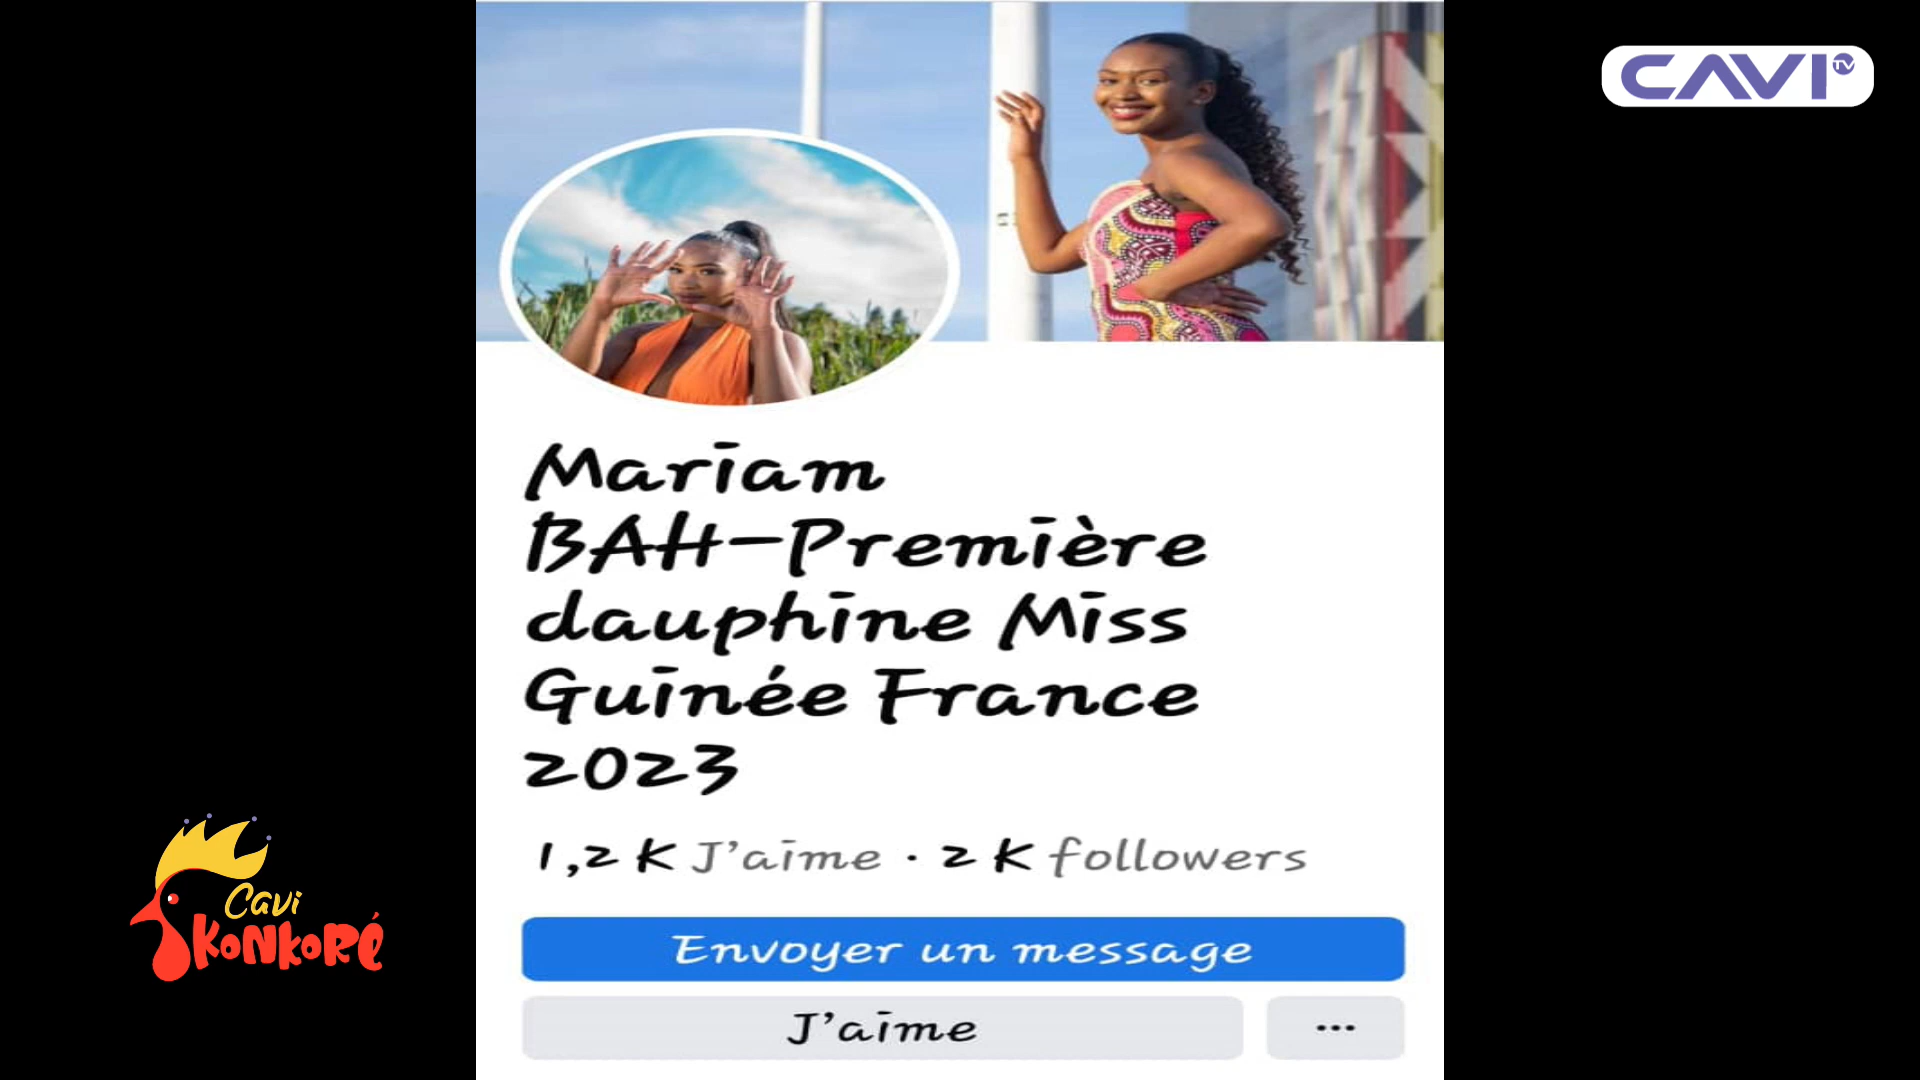 CAVI TV
Mariam
BAH-Première
dauphine Miss
Guinée France
2023
1,2 K J'aime · 2 K followers
Envoyer un message
J'aime
...
Cavi
KONKORÉ